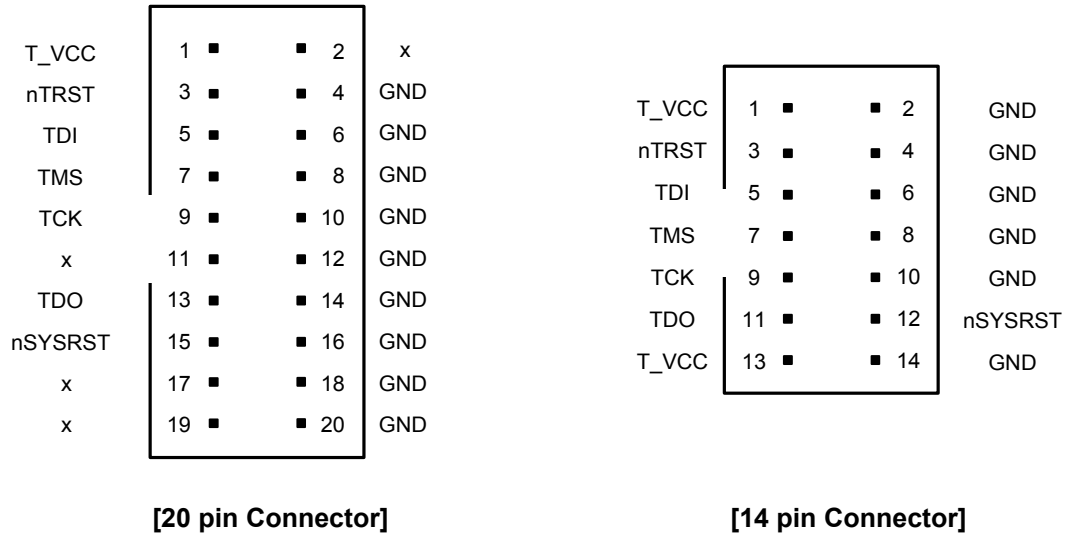 T_VCC 1 2 x
nTRST 3 4 GND
TDI 5 6 GND
TMS 7 8 GND
TCK 9 10 GND
x 11 12 GND
TDO 13 14 GND
nSYSRST 15 16 GND
x 17 18 GND
x 19 20 GND
[20 pin Connector]
T_VCC 1 2 GND
nTRST 3 4 GND
TDI 5 6 GND
TMS 7 8 GND
TCK 9 10 GND
TDO 11 12 nSYSRST
T_VCC 13 14 GND
[14 pin Connector]